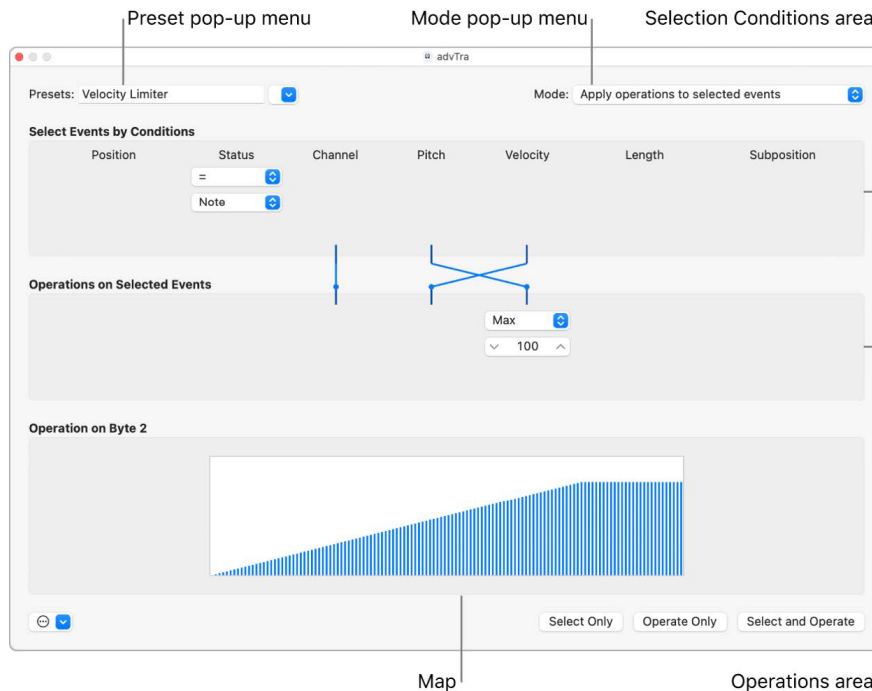 Preset pop-up menu Mode pop-up menu Selection Conditions area
advTra
Presets: Velocity Limiter Mode: Apply operations to selected events
Select Events by Conditions
Position Status Channel Pitch Velocity Length Subposition
=
Note
Operations on Selected Events
Max
100
Operation on Byte 2
Select Only Operate Only Select and Operate
Map Operations area